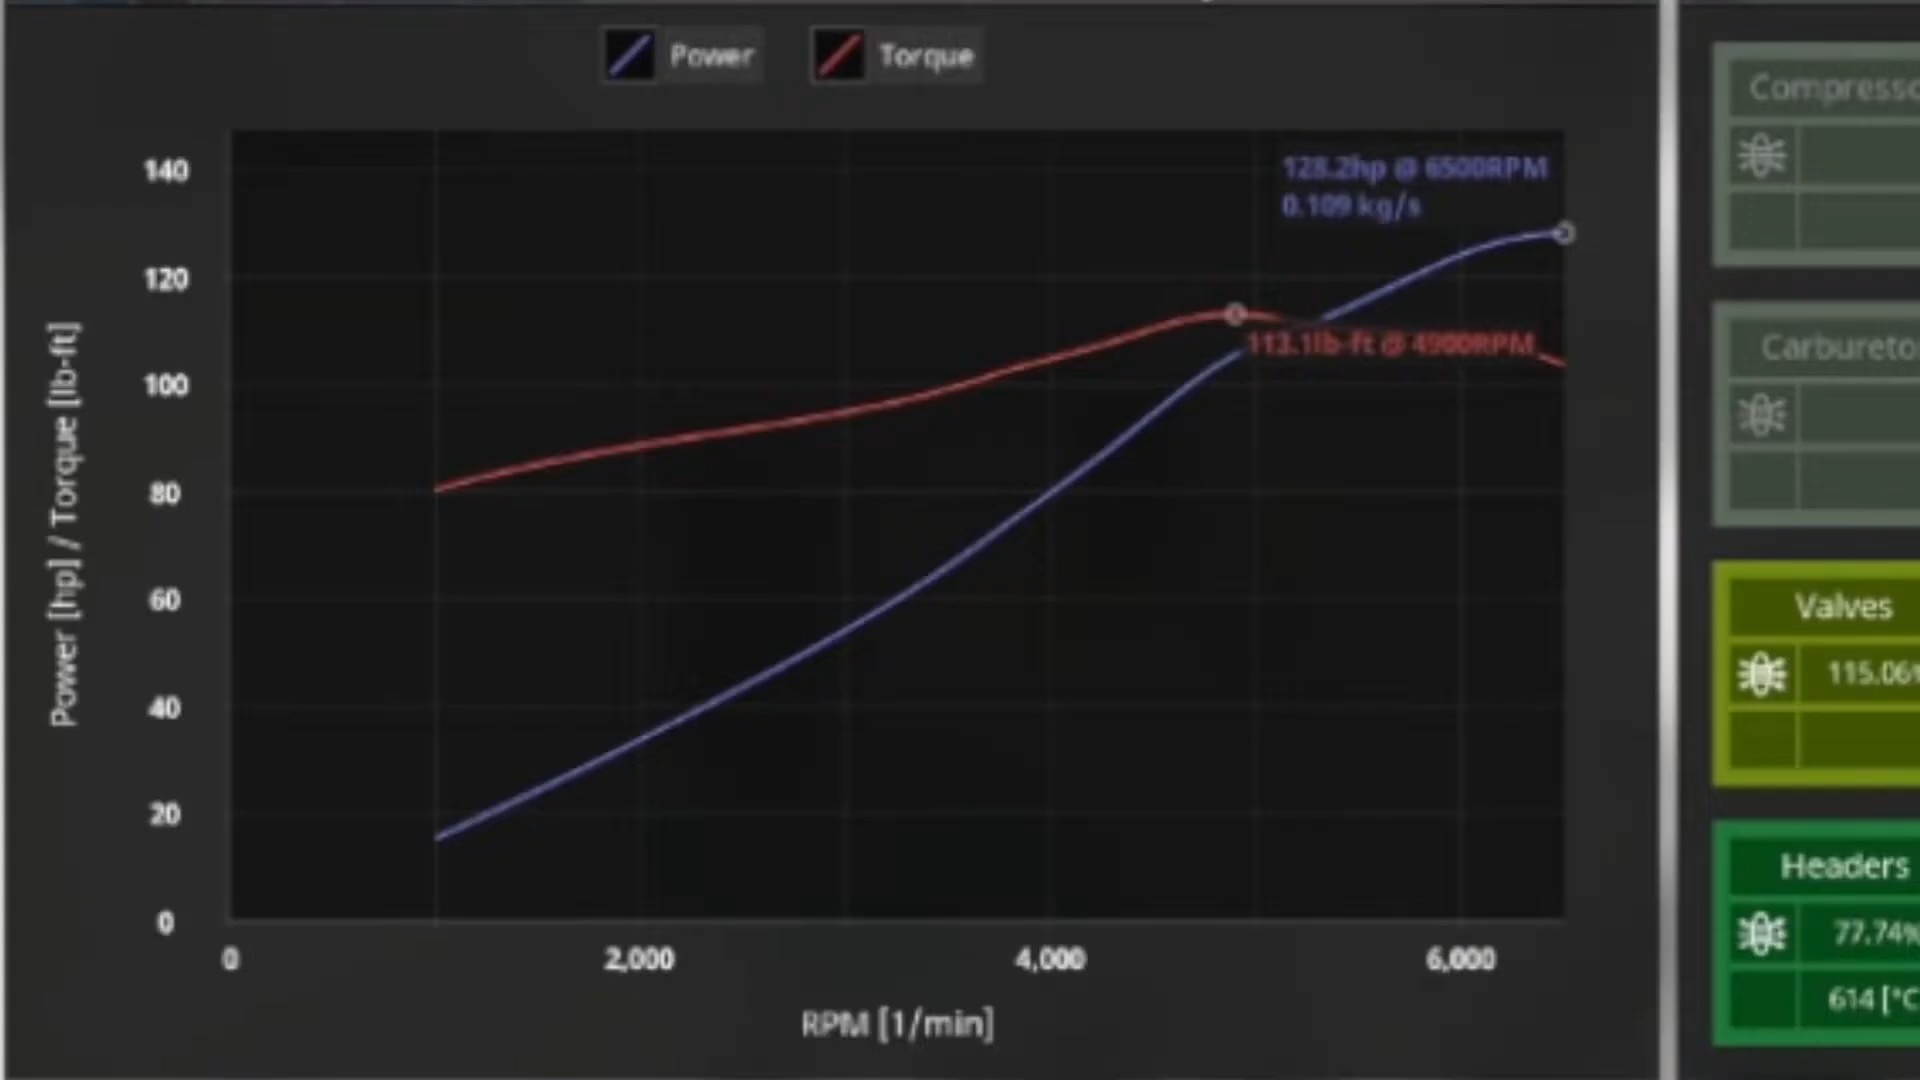 Power
Torque
140
120
100
80
60
40
20
0
Power [hp] / Torque [lb-ft]
128.2hp @ 6500RPM
0.109 kg/s
113.1lb-ft @ 4900RPM
0
2,000
4,000
6,000
RPM [1/min]
Compresso
Carbureto
Valves
115.06%
Headers
77.74%
614 [°C